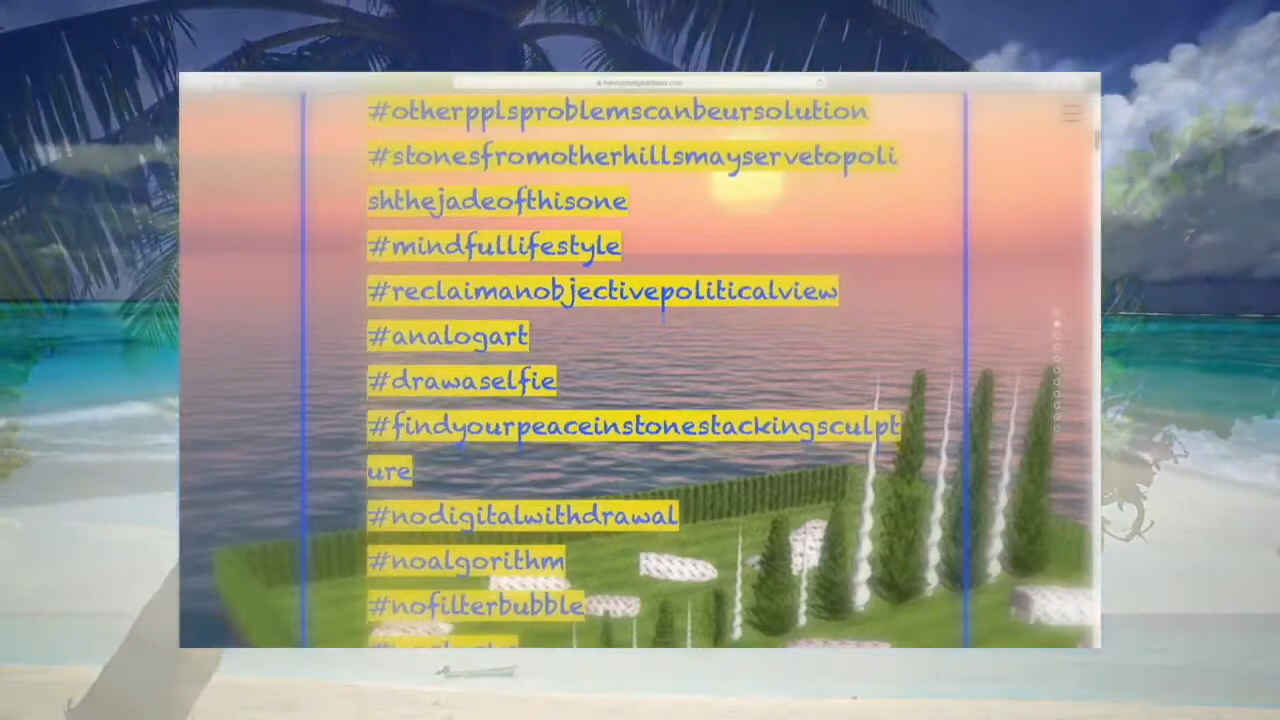 #otherpplsproblemscanbeursolution
#stonesfromotherhillsmayservetopoli
shthejadeofthisone
#mindfullifestyle
#reclaimanobjectivepoliticalview
#analogart
#drawaselfie
#findyourpeaceinstonestackingsculpt
ure
#nodigitalwithdrawal
#noalgorithm
#nofilterbubble